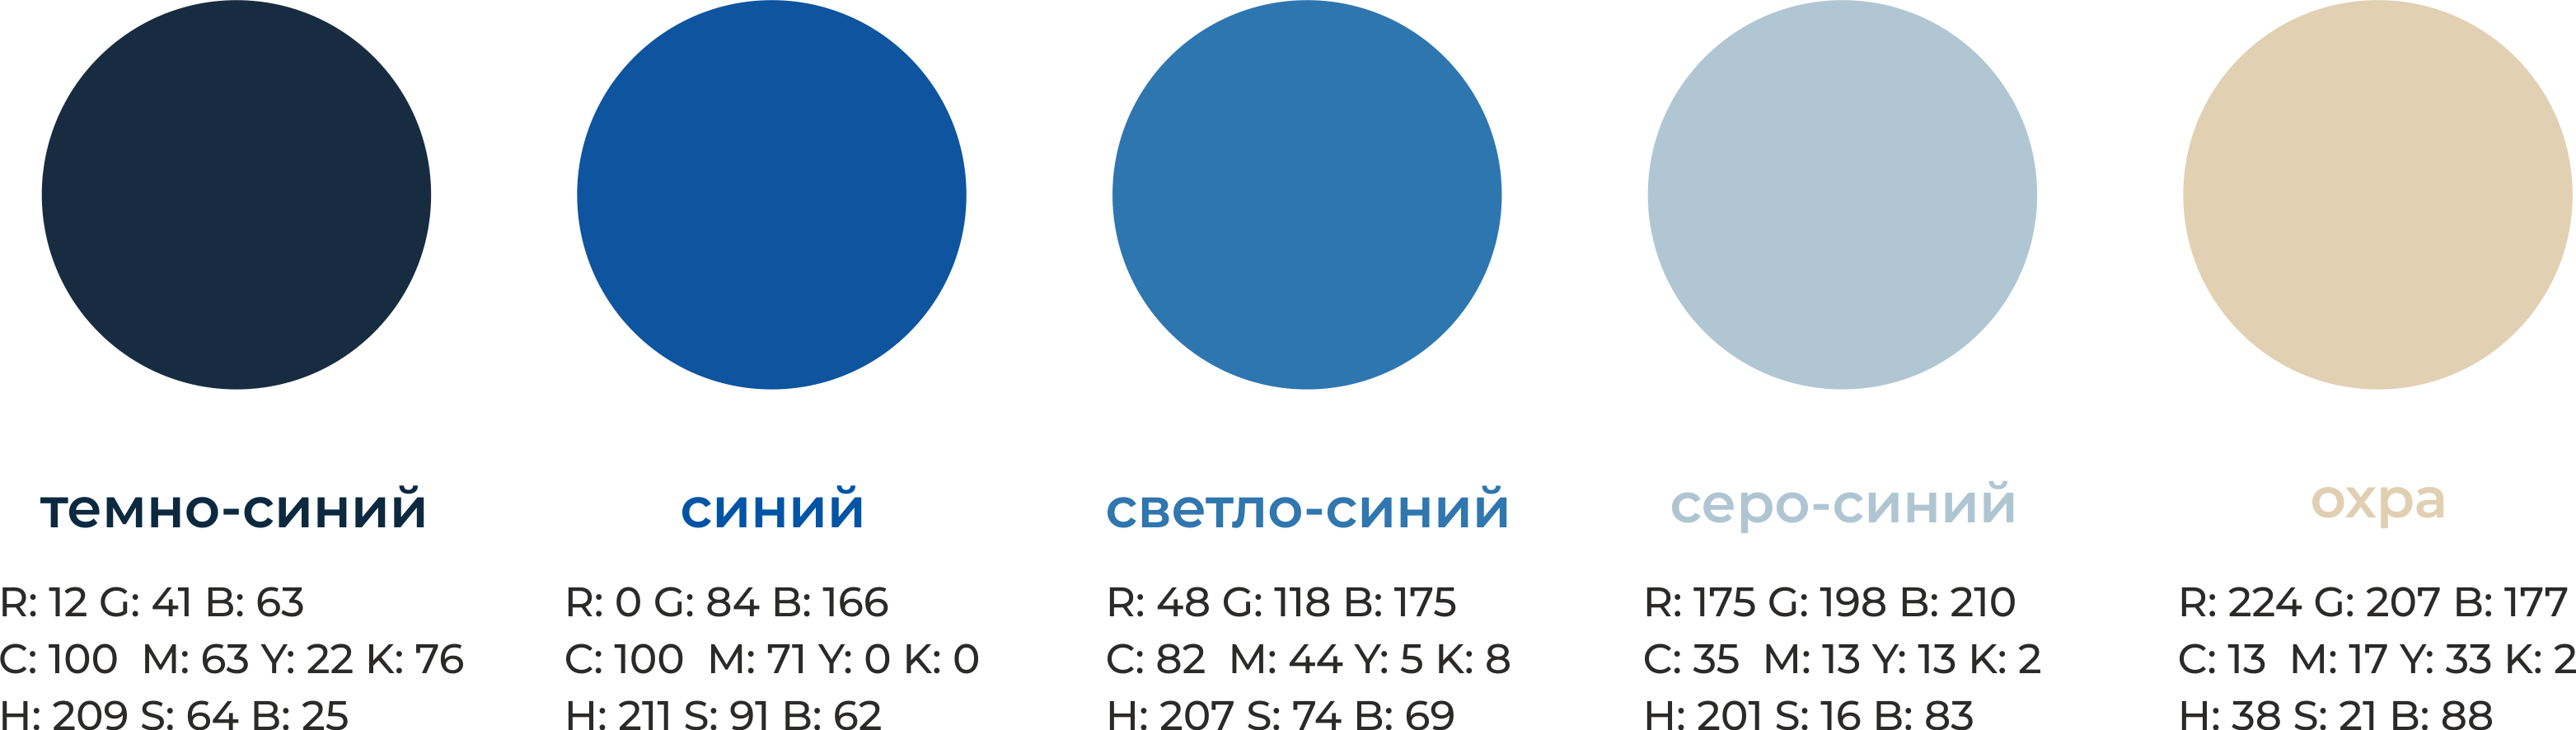 темно-синий
R: 12 G: 41 B: 63
C: 100 M: 63 Y: 22 K: 76
H: 209 S: 64 B: 25
синий
R: 0 G: 84 B: 166
C: 100 M: 71 Y: 0 K: 0
H: 211 S: 91 B: 62
светло-синий
R: 48 G: 118 B: 175
C: 82 M: 44 Y: 5 K: 8
H: 207 S: 74 B: 69
серо-синий
R: 175 G: 198 B: 210
C: 35 M: 13 Y: 13 K: 2
H: 201 S: 16 B: 83
охра
R: 224 G: 207 B: 177
C: 13 M: 17 Y: 33 K: 2
H: 38 S: 21 B: 88